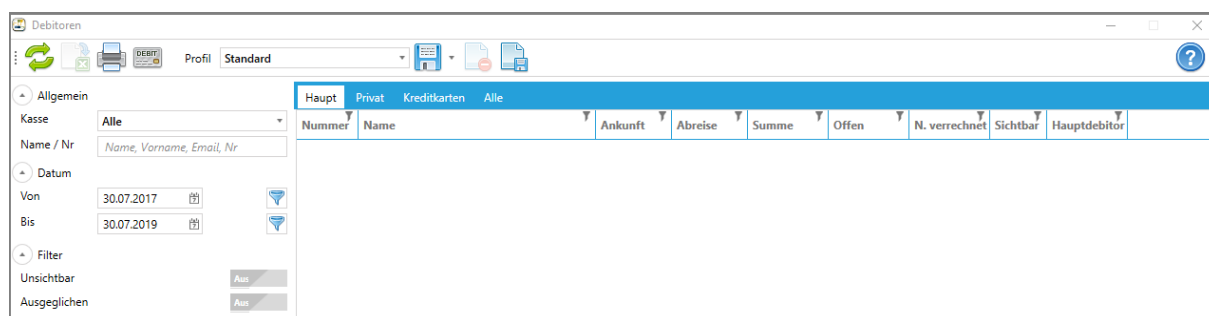 Debitoren
DEBIT
Profil Standard
?
Allgemein
Kasse Alle
Name / Nr Name, Vorname, Email, Nr
Datum
Von 30.07.2017
Bis 30.07.2019
Filter
Unsichtbar Aus
Ausgeglichen Aus
Haupt Privat Kreditkarten Alle
Nummer Name Ankunft Abreise Summe Offen N. verrechnet Sichtbar Hauptdebitor